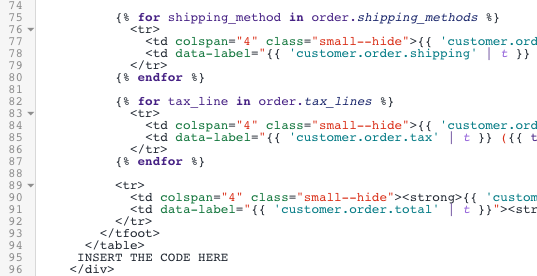 74
75 {% for shipping_method in order.shipping_methods %}
76 <tr>
77 <td colspan="4" class="small--hide">{{ 'customer.ord
78 <td data-label="{{ 'customer.order.shipping' | t }}
79 </tr>
80 {% endfor %}
81
82 {% for tax_line in order.tax_lines %}
83 <tr>
84 <td colspan="4" class="small--hide">{{ 'customer.ord
85 <td data-label="{{ 'customer.order.tax' | t }} ({{ t
86 </tr>
87 {% endfor %}
88
89 <tr>
90 <td colspan="4" class="small--hide"><strong>{{ 'custom
91 <td data-label="{{ 'customer.order.total' | t }}"><str
92 </tr>
93 </tfoot>
94 </table>
95 INSERT THE CODE HERE
96 </div>